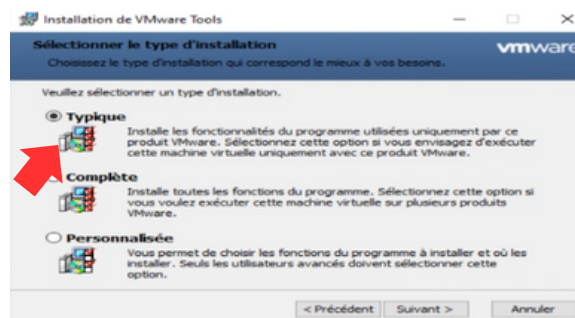 Installation de VMware Tools
Sélectionner le type d'installation
vmware
Choisissez le type d'installation qui correspond le mieux à vos besoins.
Veuillez sélectionner un type d'installation.
Typique
Installe les fonctionnalités du programme utilisées uniquement par ce
produit VMware. Sélectionnez cette option si vous envisagez d'exécuter
cette machine virtuelle uniquement avec ce produit VMware.
Complète
Installe toutes les fonctions du programme. Sélectionnez cette option si
vous voulez exécuter cette machine virtuelle sur plusieurs produits
VMware.
Personnalisée
Vous permet de choisir les fonctions du programme à installer et où les
installer. Seuls les utilisateurs avancés doivent sélectionner cette
option.
< Précédent Suivant > Annuler